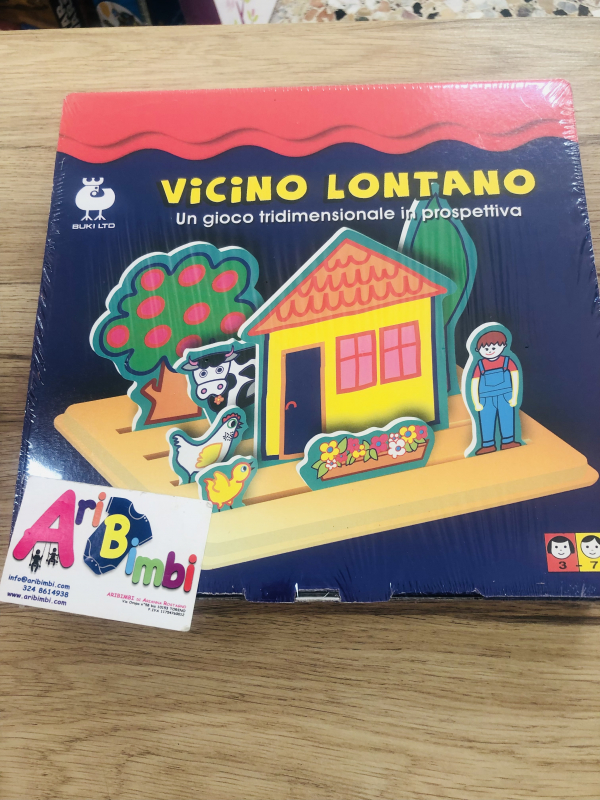 VICINO LONTANO
Un gioco tridimensionale in prospettiva
BUKI LTD
3 - 7
AriBimbi
info@aribimbi.com
324 8614938
www.aribimbi.com
ARIBIMBI di